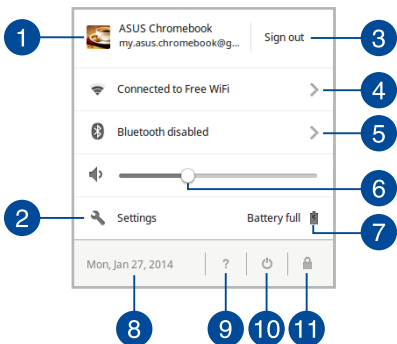 ASUS Chromebook
my.asus.chromebook@g...
Sign out
1
3
Connected to Free WiFi
4
Bluetooth disabled
5
6
2
Settings
Battery full
7
Mon, Jan 27, 2014
?
8
9
10
11